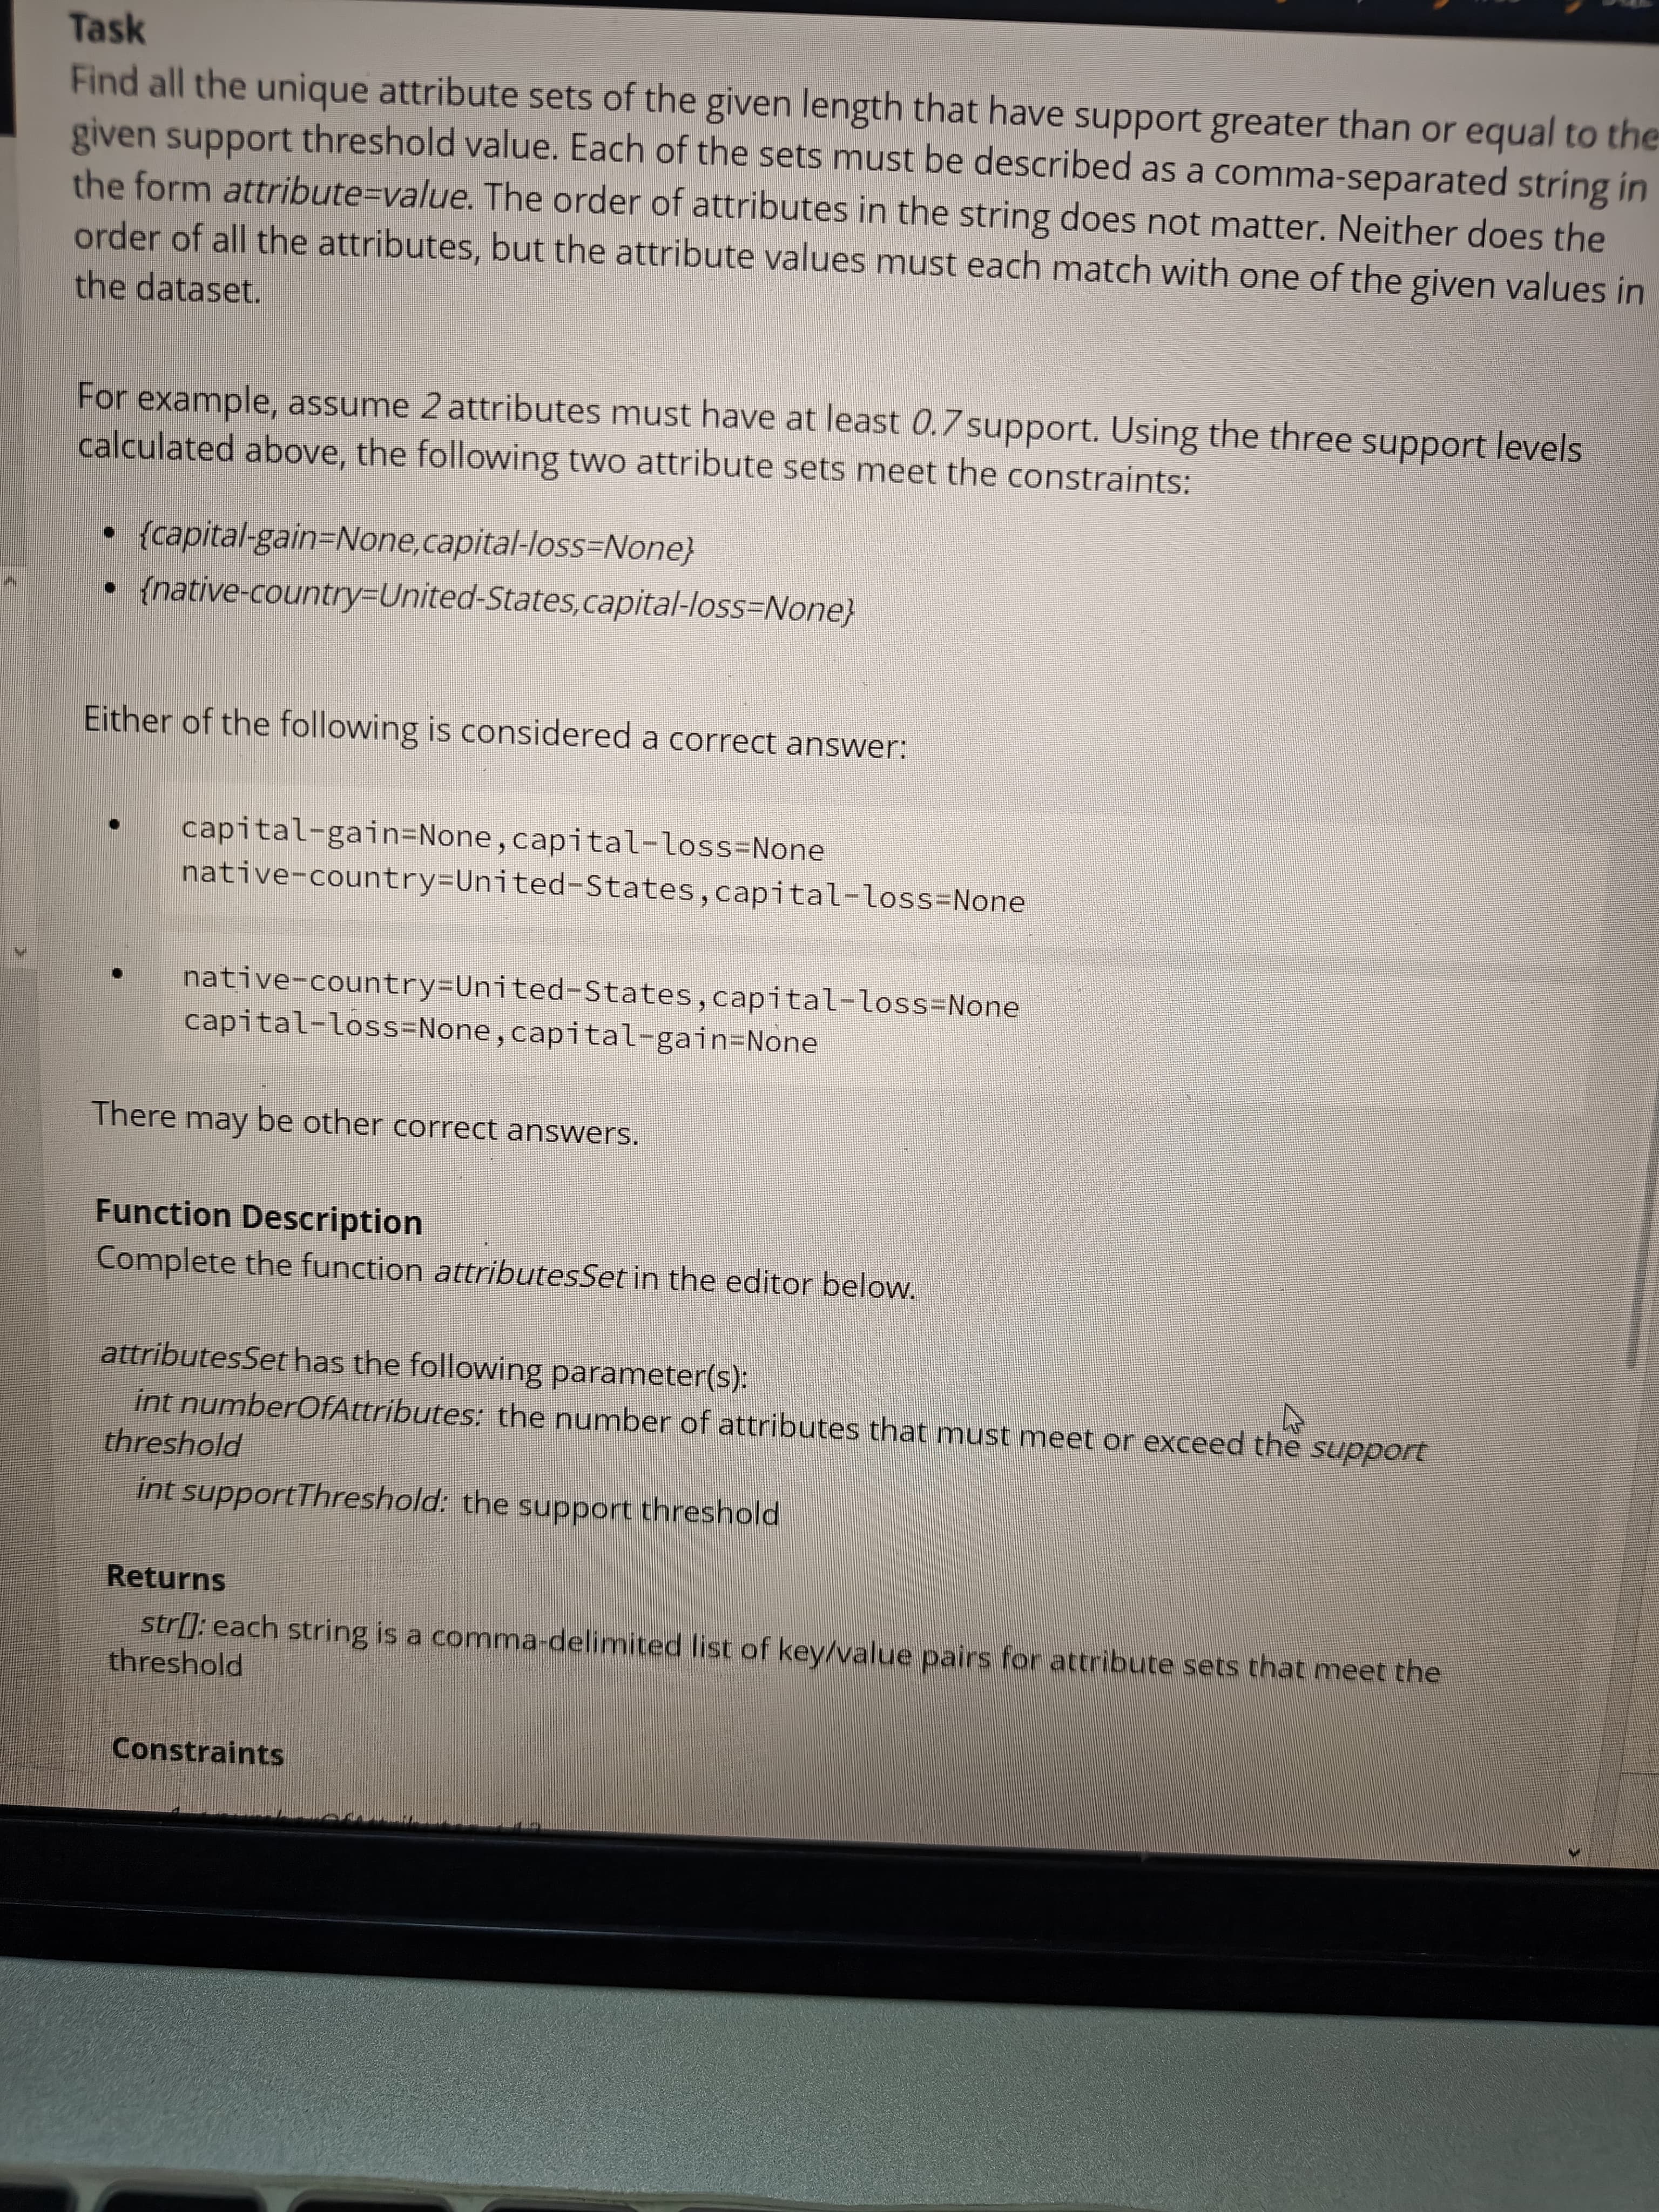 Task
Find all the unique attribute sets of the given length that have support greater than or equal to the
given support threshold value. Each of the sets must be described as a comma-separated string in
the form attribute=value. The order of attributes in the string does not matter. Neither does the
order of all the attributes, but the attribute values must each match with one of the given values in
the dataset.
For example, assume 2 attributes must have at least 0.7 support. Using the three support levels
calculated above, the following two attribute sets meet the constraints:
• {capital-gain=None,capital-loss=None}
• {native-country=United-States,capital-loss=None}
Either of the following is considered a correct answer:
• capital-gain=None,capital-loss=None
native-country=United-States,capital-loss=None
• native-country=United-States,capital-loss=None
capital-loss=None,capital-gain=None
There may be other correct answers.
Function Description
Complete the function attributesSet in the editor below.
attributesSet has the following parameter(s):
int numberOfAttributes: the number of attributes that must meet or exceed the support
threshold
int supportThreshold: the support threshold
Returns
str[]: each string is a comma-delimited list of key/value pairs for attribute sets that meet the
threshold
Constraints